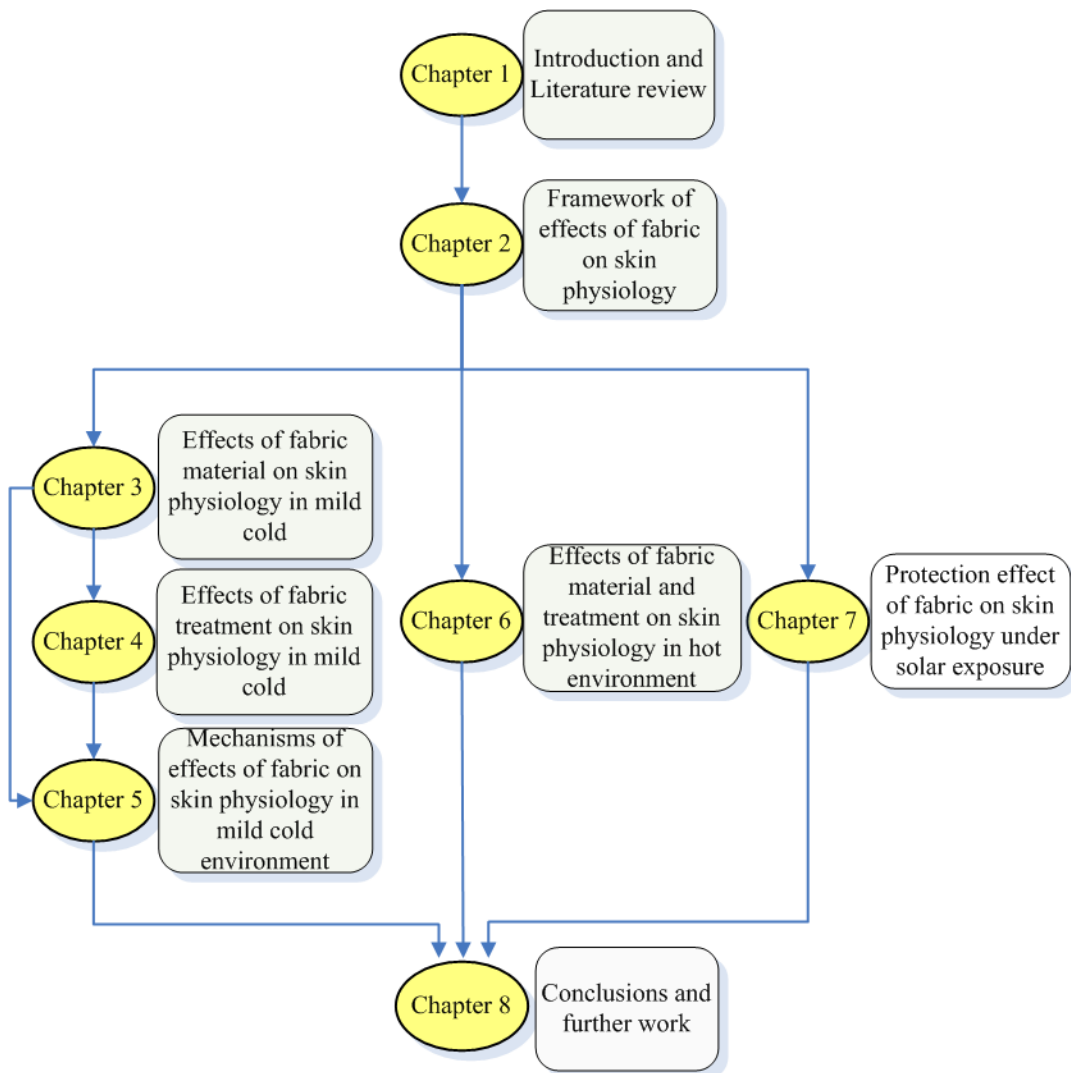 Chapter 1
Introduction and
Literature review
Chapter 2
Framework of
effects of fabric
on skin
physiology
Chapter 3
Effects of fabric
material on skin
physiology in mild
cold
Chapter 4
Effects of fabric
treatment on skin
physiology in mild
cold
Chapter 5
Mechanisms of
effects of fabric on
skin physiology in
mild cold
environment
Chapter 6
Effects of fabric
material and
treatment on skin
physiology in hot
environment
Chapter 7
Protection effect
of fabric on skin
physiology under
solar exposure
Chapter 8
Conclusions and
further work